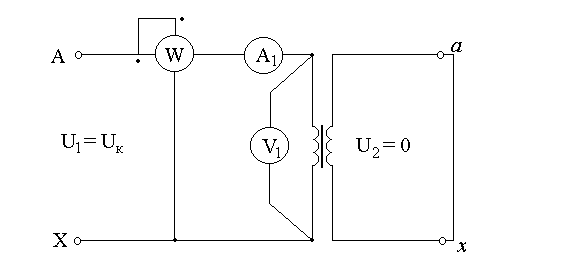 A W A₁ a
U₁ = Uк V₁ U₂ = 0
X x